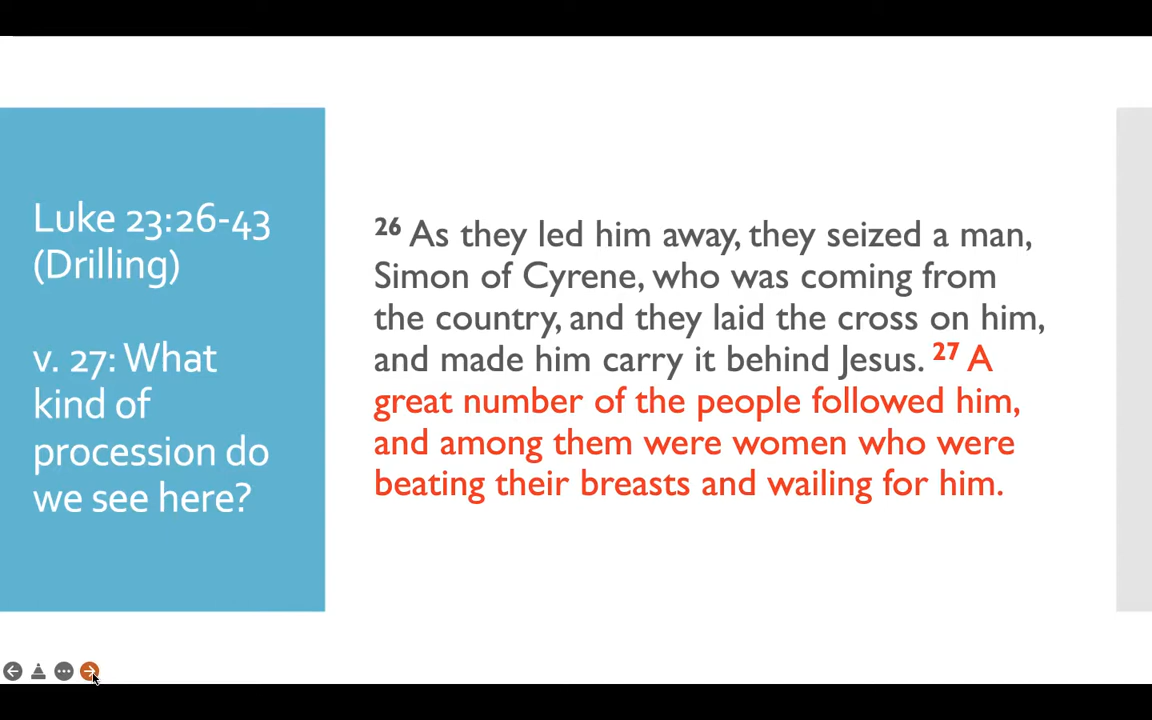 Luke 23:26-43
(Drilling)
v. 27: What
kind of
procession do
we see here?
26 As they led him away, they seized a man,
Simon of Cyrene, who was coming from
the country, and they laid the cross on him,
and made him carry it behind Jesus. 27 A
great number of the people followed him,
and among them were women who were
beating their breasts and wailing for him.